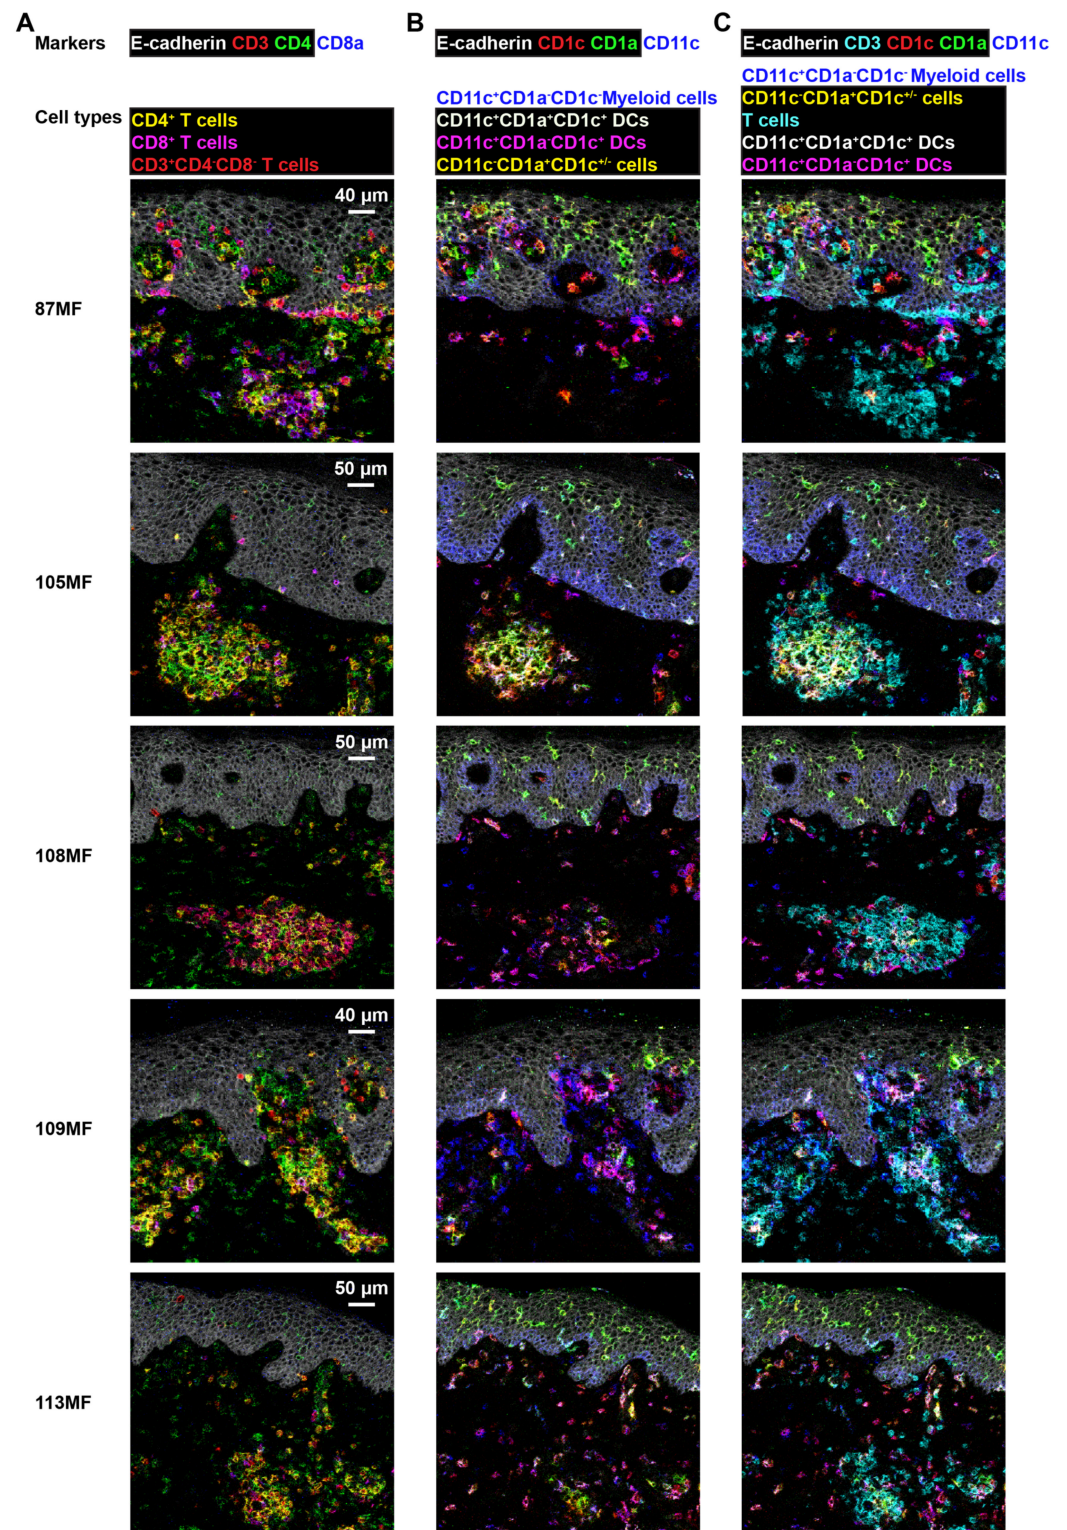 A
B
C
Markers
E-cadherin CD3 CD4 CD8a
E-cadherin CD1c CD1a CD11c
E-cadherin CD3 CD1c CD1a CD11c
Cell types
CD4⁺ T cells
CD8⁺ T cells
CD3⁺CD4⁻CD8⁻ T cells
CD11c⁺CD1a⁻CD1c⁻Myeloid cells
CD11c⁺CD1a⁺CD1c⁺ DCs
CD11c⁺CD1a⁻CD1c⁺ DCs
CD11c⁻CD1a⁺CD1c⁺/⁻ cells
CD11c⁺CD1a⁻CD1c⁻ Myeloid cells
CD11c⁻CD1a⁺CD1c⁺/⁻ cells
T cells
CD11c⁺CD1a⁺CD1c⁺ DCs
CD11c⁺CD1a⁻CD1c⁺ DCs
40 µm
87MF
50 µm
105MF
50 µm
108MF
40 µm
109MF
50 µm
113MF